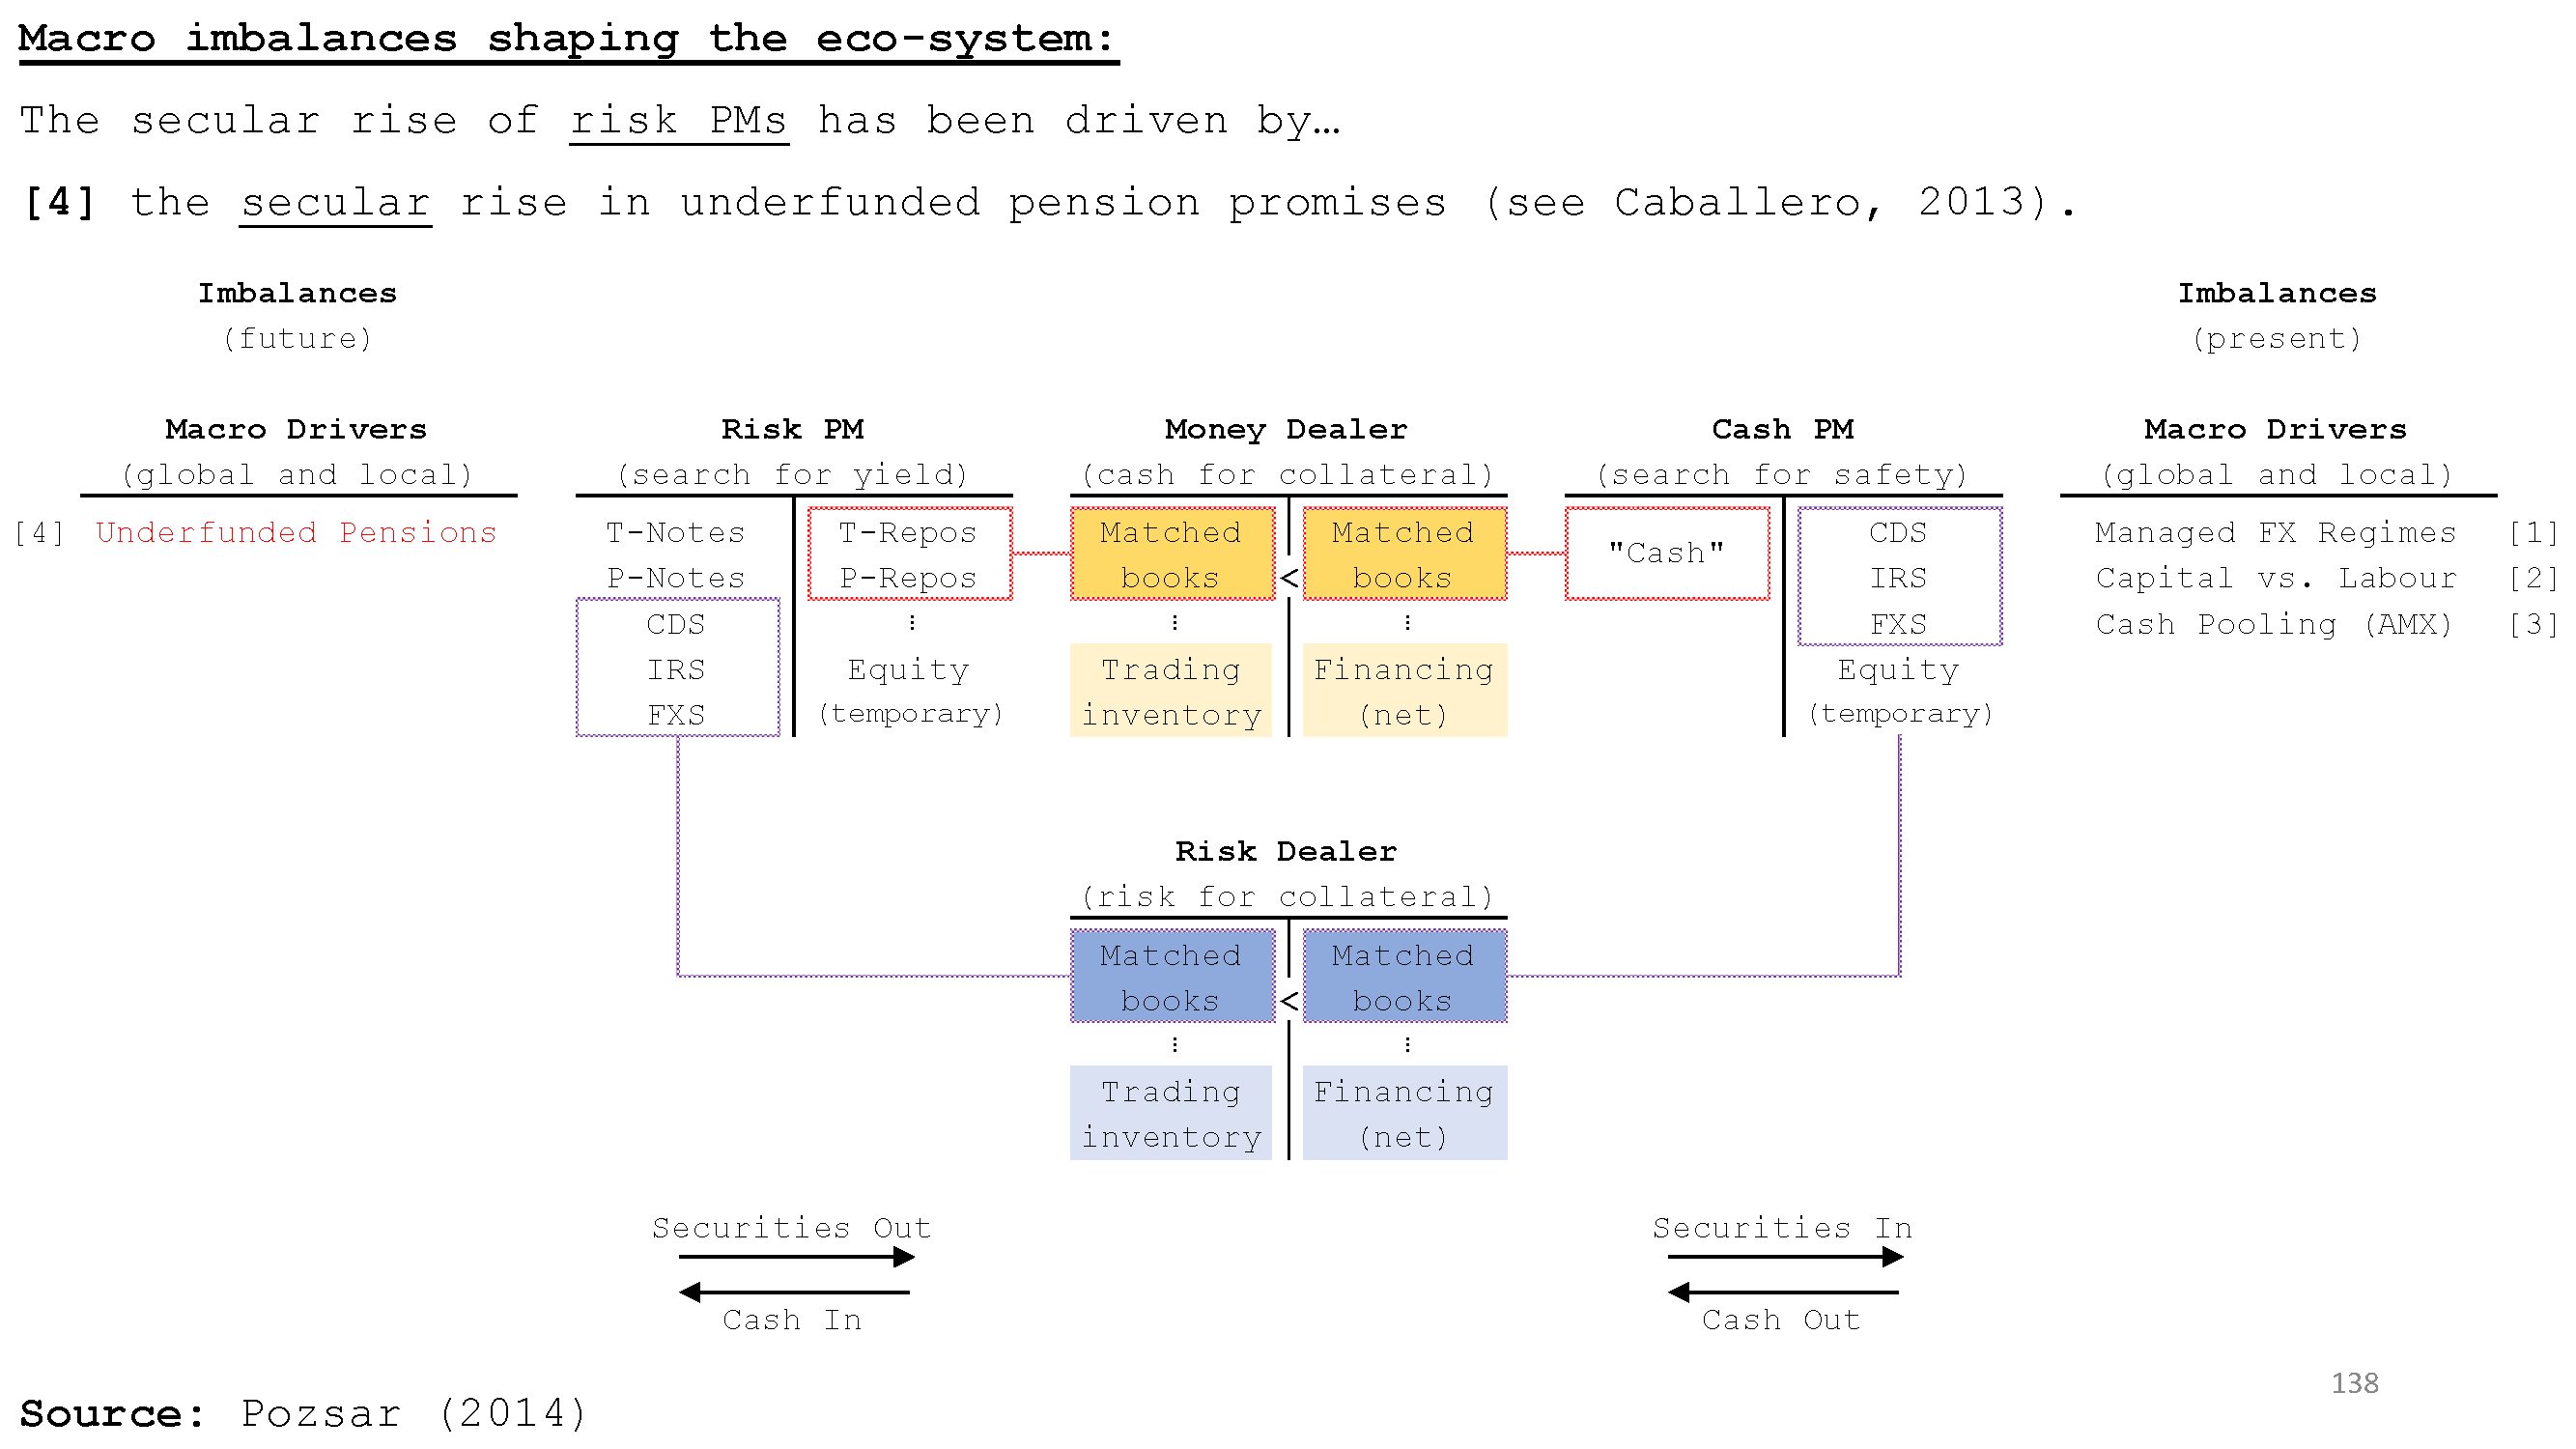 Macro imbalances shaping the eco-system:
The secular rise of risk PMs has been driven by…
[4] the secular rise in underfunded pension promises (see Caballero, 2013).
Imbalances
(future)
Imbalances
(present)
Macro Drivers
(global and local)
[4] Underfunded Pensions
Risk PM
(search for yield)
T-Notes
P-Notes
CDS
IRS
FXS
T-Repos
P-Repos
⋮
Equity
(temporary)
Money Dealer
(cash for collateral)
Matched
books
⋮
Trading
inventory
<
Matched
books
⋮
Financing
(net)
Cash PM
(search for safety)
"Cash"
CDS
IRS
FXS
Equity
(temporary)
Macro Drivers
(global and local)
Managed FX Regimes [1]
Capital vs. Labour [2]
Cash Pooling (AMX) [3]
Risk Dealer
(risk for collateral)
Matched
books
⋮
Trading
inventory
<
Matched
books
⋮
Financing
(net)
Securities Out
Cash In
Securities In
Cash Out
138
Source: Pozsar (2014)